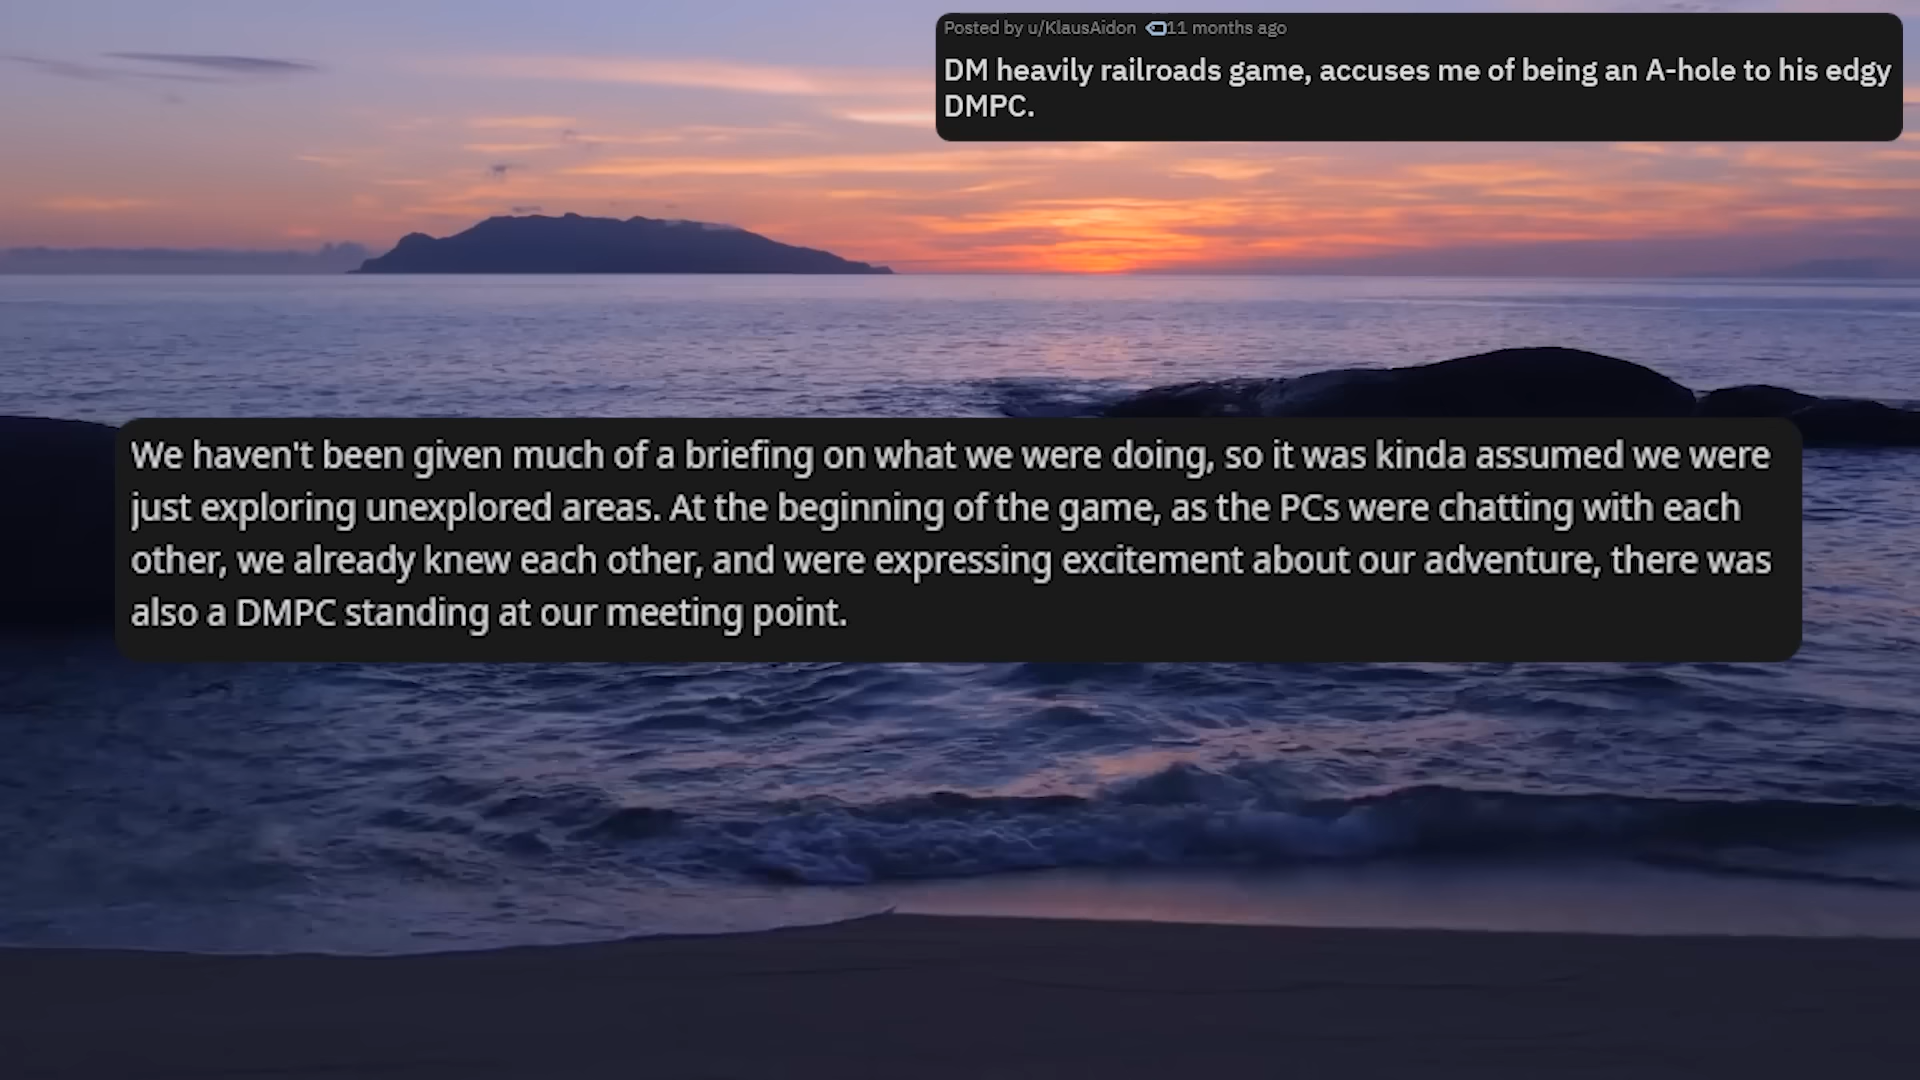 Posted by u/KlausAidon 11 months ago
DM heavily railroads game, accuses me of being an A-hole to his edgy
DMPC.
We haven't been given much of a briefing on what we were doing, so it was kinda assumed we were
just exploring unexplored areas. At the beginning of the game, as the PCs were chatting with each
other, we already knew each other, and were expressing excitement about our adventure, there was
also a DMPC standing at our meeting point.